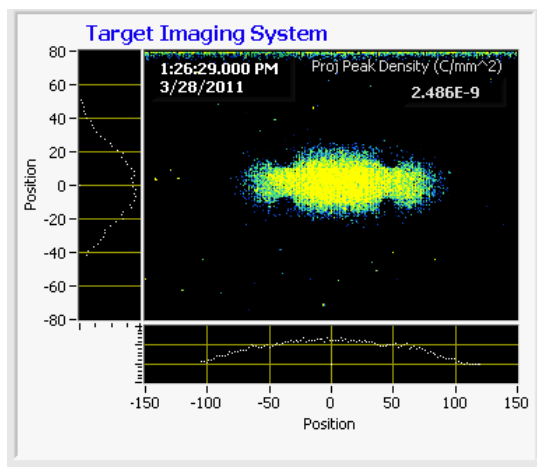 Target Imaging System
1:26:29.000 PM
3/28/2011
Proj Peak Density (C/mm^2)
2.486E-9
80
60
40
20
0
-20
-40
-60
-80
Position
-150
-100
-50
0
50
100
150
Position